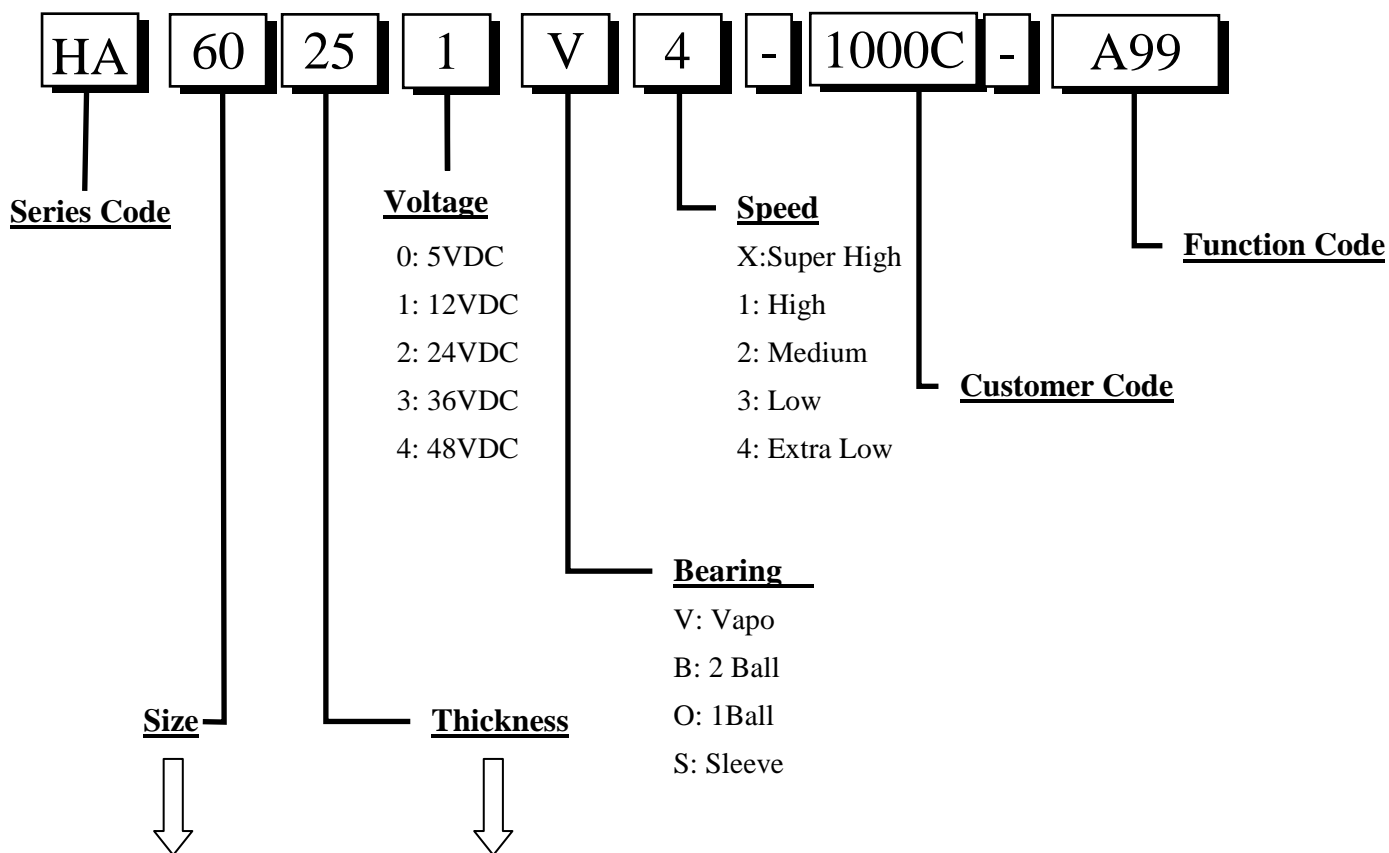 HA 60 25 1 V 4 - 1000C - A99
Series Code
Voltage
0: 5VDC
1: 12VDC
2: 24VDC
3: 36VDC
4: 48VDC
Speed
X:Super High
1: High
2: Medium
3: Low
4: Extra Low
Function Code
Customer Code
Bearing
V: Vapo
B: 2 Ball
O: 1Ball
S: Sleeve
Size
Thickness